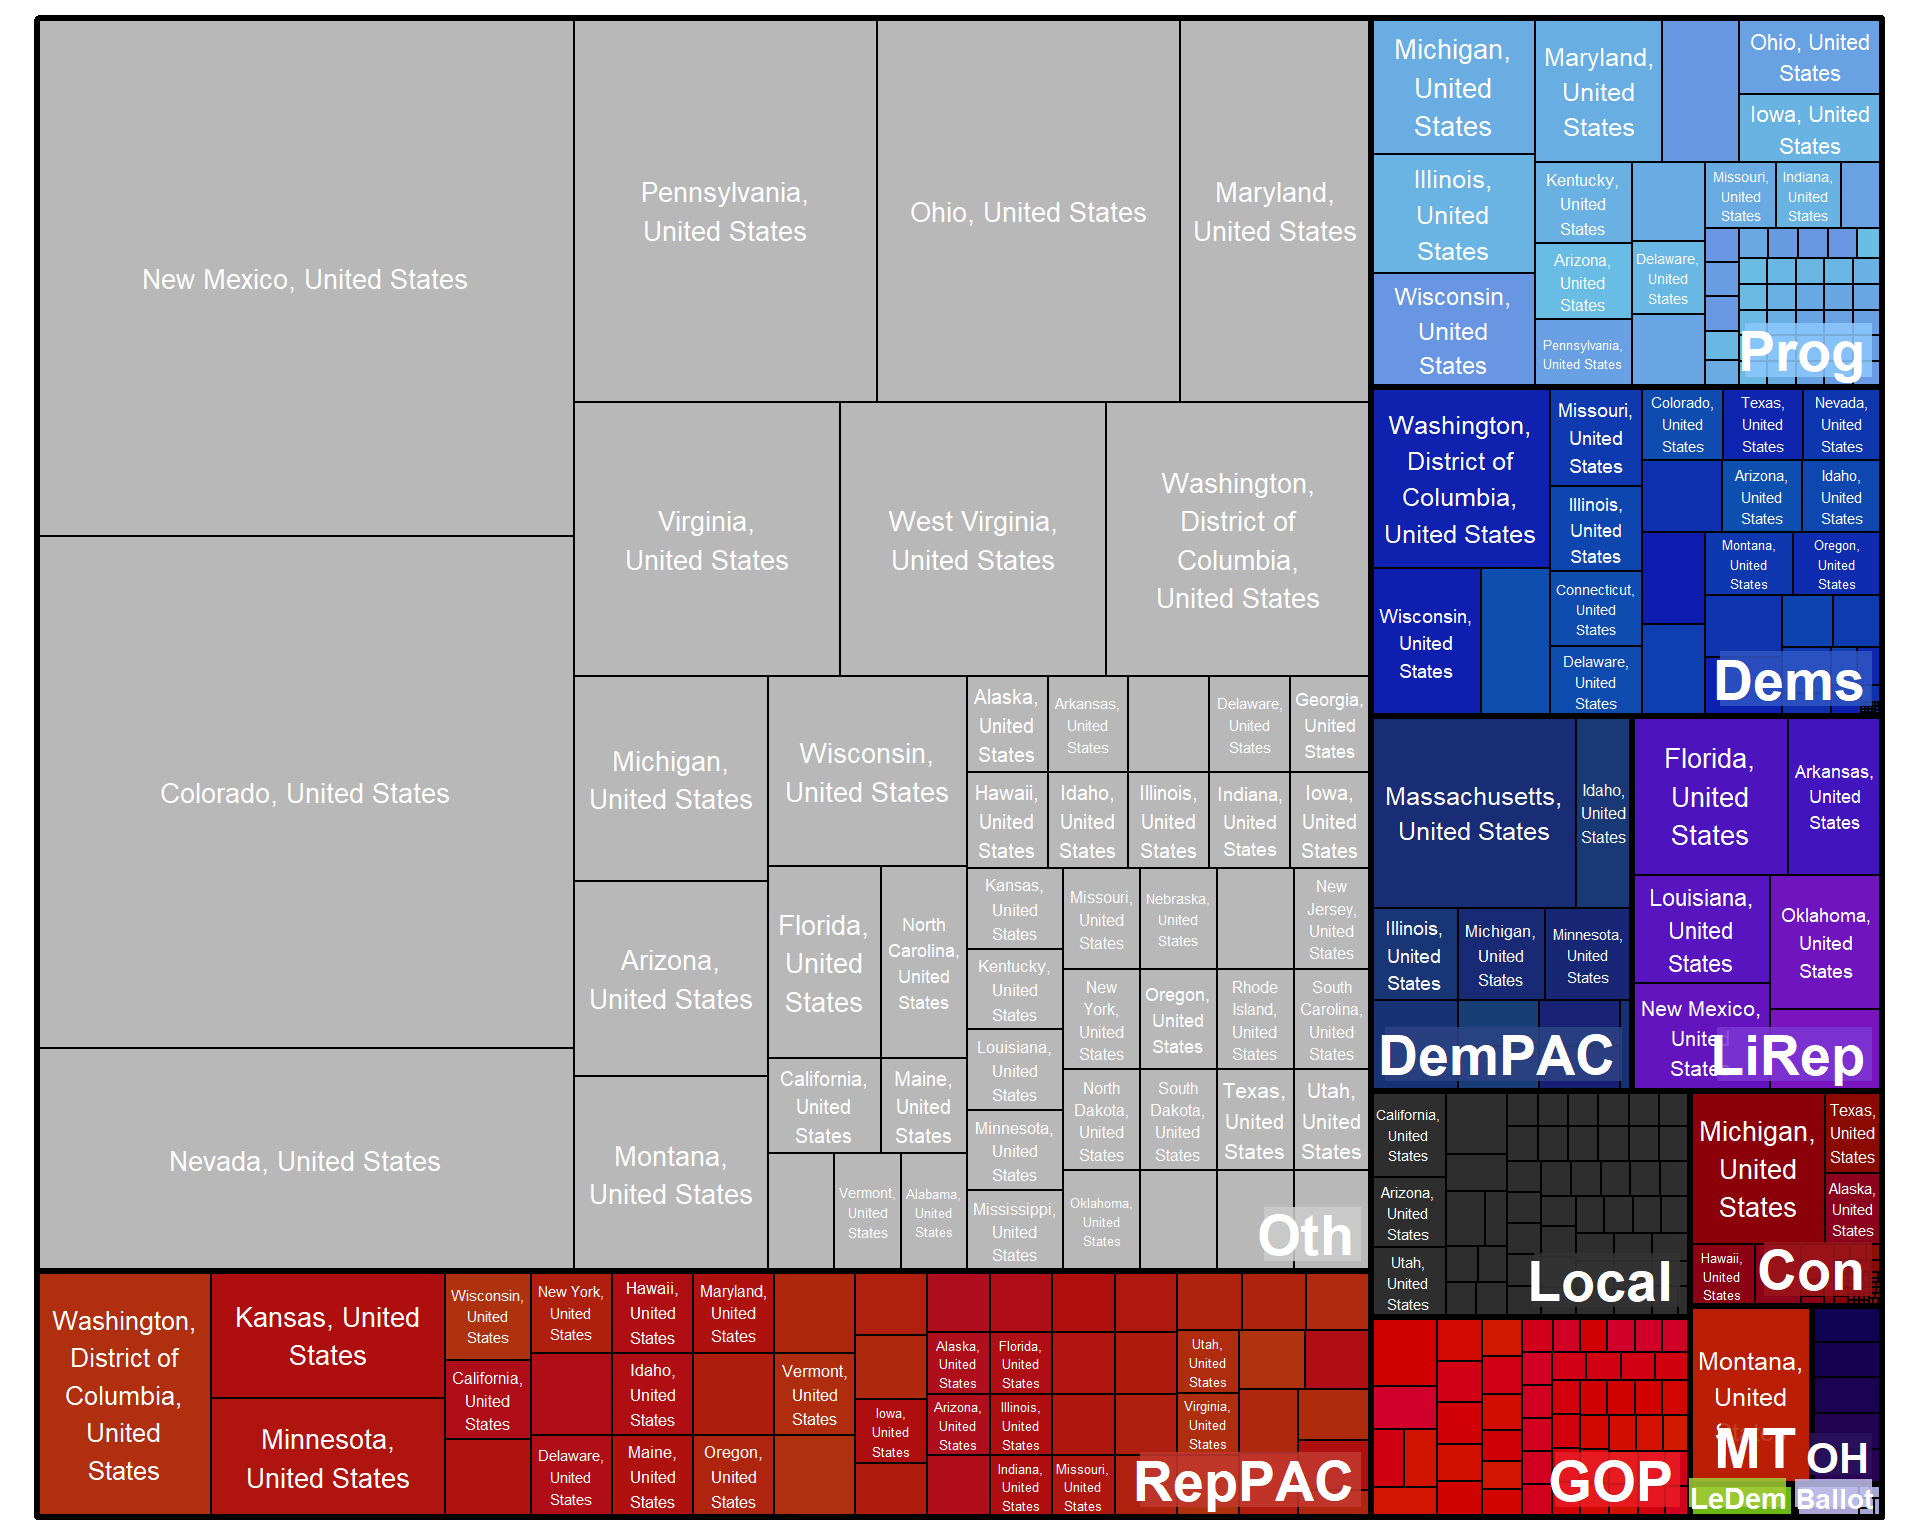 New Mexico, United States
Colorado, United States
Nevada, United States
Pennsylvania,
United States
Ohio, United States
Maryland,
United States
Virginia,
United States
West Virginia,
United States
Washington,
District of
Columbia,
United States
Michigan,
United States
Arizona,
United States
Montana,
United States
Wisconsin,
United States
Florida,
United
States
North
Carolina,
United
States
California,
United
States
Maine,
United
States
Vermont,
United
States
Alabama,
United
States
Alaska,
United
States
Arkansas,
United
States
Delaware,
United
States
Georgia,
United
States
Hawaii,
United
States
Idaho,
United
States
Illinois,
United
States
Indiana,
United
States
Iowa,
United
States
Kansas,
United
States
Kentucky,
United
States
Louisiana,
United
States
Minnesota,
United
States
Mississippi,
United
States
Missouri,
United
States
Nebraska,
United
States
New
Jersey,
United
States
New
York,
United
States
Oregon,
United
States
Rhode
Island,
United
States
South
Carolina,
United
States
North
Dakota,
United
States
South
Dakota,
United
States
Texas,
United
States
Utah,
United
States
Oklahoma,
United
States
Oth
Michigan,
United
States
Illinois,
United
States
Wisconsin,
United
States
Maryland,
United
States
Ohio, United
States
Iowa, United
States
Kentucky,
United
States
Arizona,
United
States
Pennsylvania,
United States
Delaware,
United
States
Missouri,
United
States
Indiana,
United
States
Prog
Washington,
District of
Columbia,
United States
Wisconsin,
United
States
Missouri,
United
States
Illinois,
United
States
Connecticut,
United
States
Delaware,
United
States
Colorado,
United
States
Texas,
United
States
Nevada,
United
States
Arizona,
United
States
Idaho,
United
States
Montana,
United
States
Oregon,
United
States
Dems
Massachusetts,
United States
Idaho,
United
States
Illinois,
United
States
Michigan,
United
States
Minnesota,
United
States
DemPAC
Florida,
United
States
Arkansas,
United
States
Louisiana,
United
States
Oklahoma,
United
States
New Mexico,
United
States
LiRep
California,
United
States
Arizona,
United
States
Utah,
United
States
Local
Michigan,
United
States
Texas,
United
States
Alaska,
United
States
Hawaii,
United
States
Con
Washington,
District of
Columbia,
United
States
Kansas, United
States
Minnesota,
United States
Wisconsin,
United
States
California,
United
States
New York,
United
States
Delaware,
United
States
Hawaii,
United
States
Idaho,
United
States
Maine,
United
States
Maryland,
United
States
Oregon,
United
States
Vermont,
United
States
Iowa,
United
States
Alaska,
United
States
Arizona,
United
States
Florida,
United
States
Illinois,
United
States
Indiana,
United
States
Missouri,
United
States
Utah,
United
States
Virginia,
United
States
RepPAC
GOP
Montana,
United
States
MT
OH
LeDem
Ballot